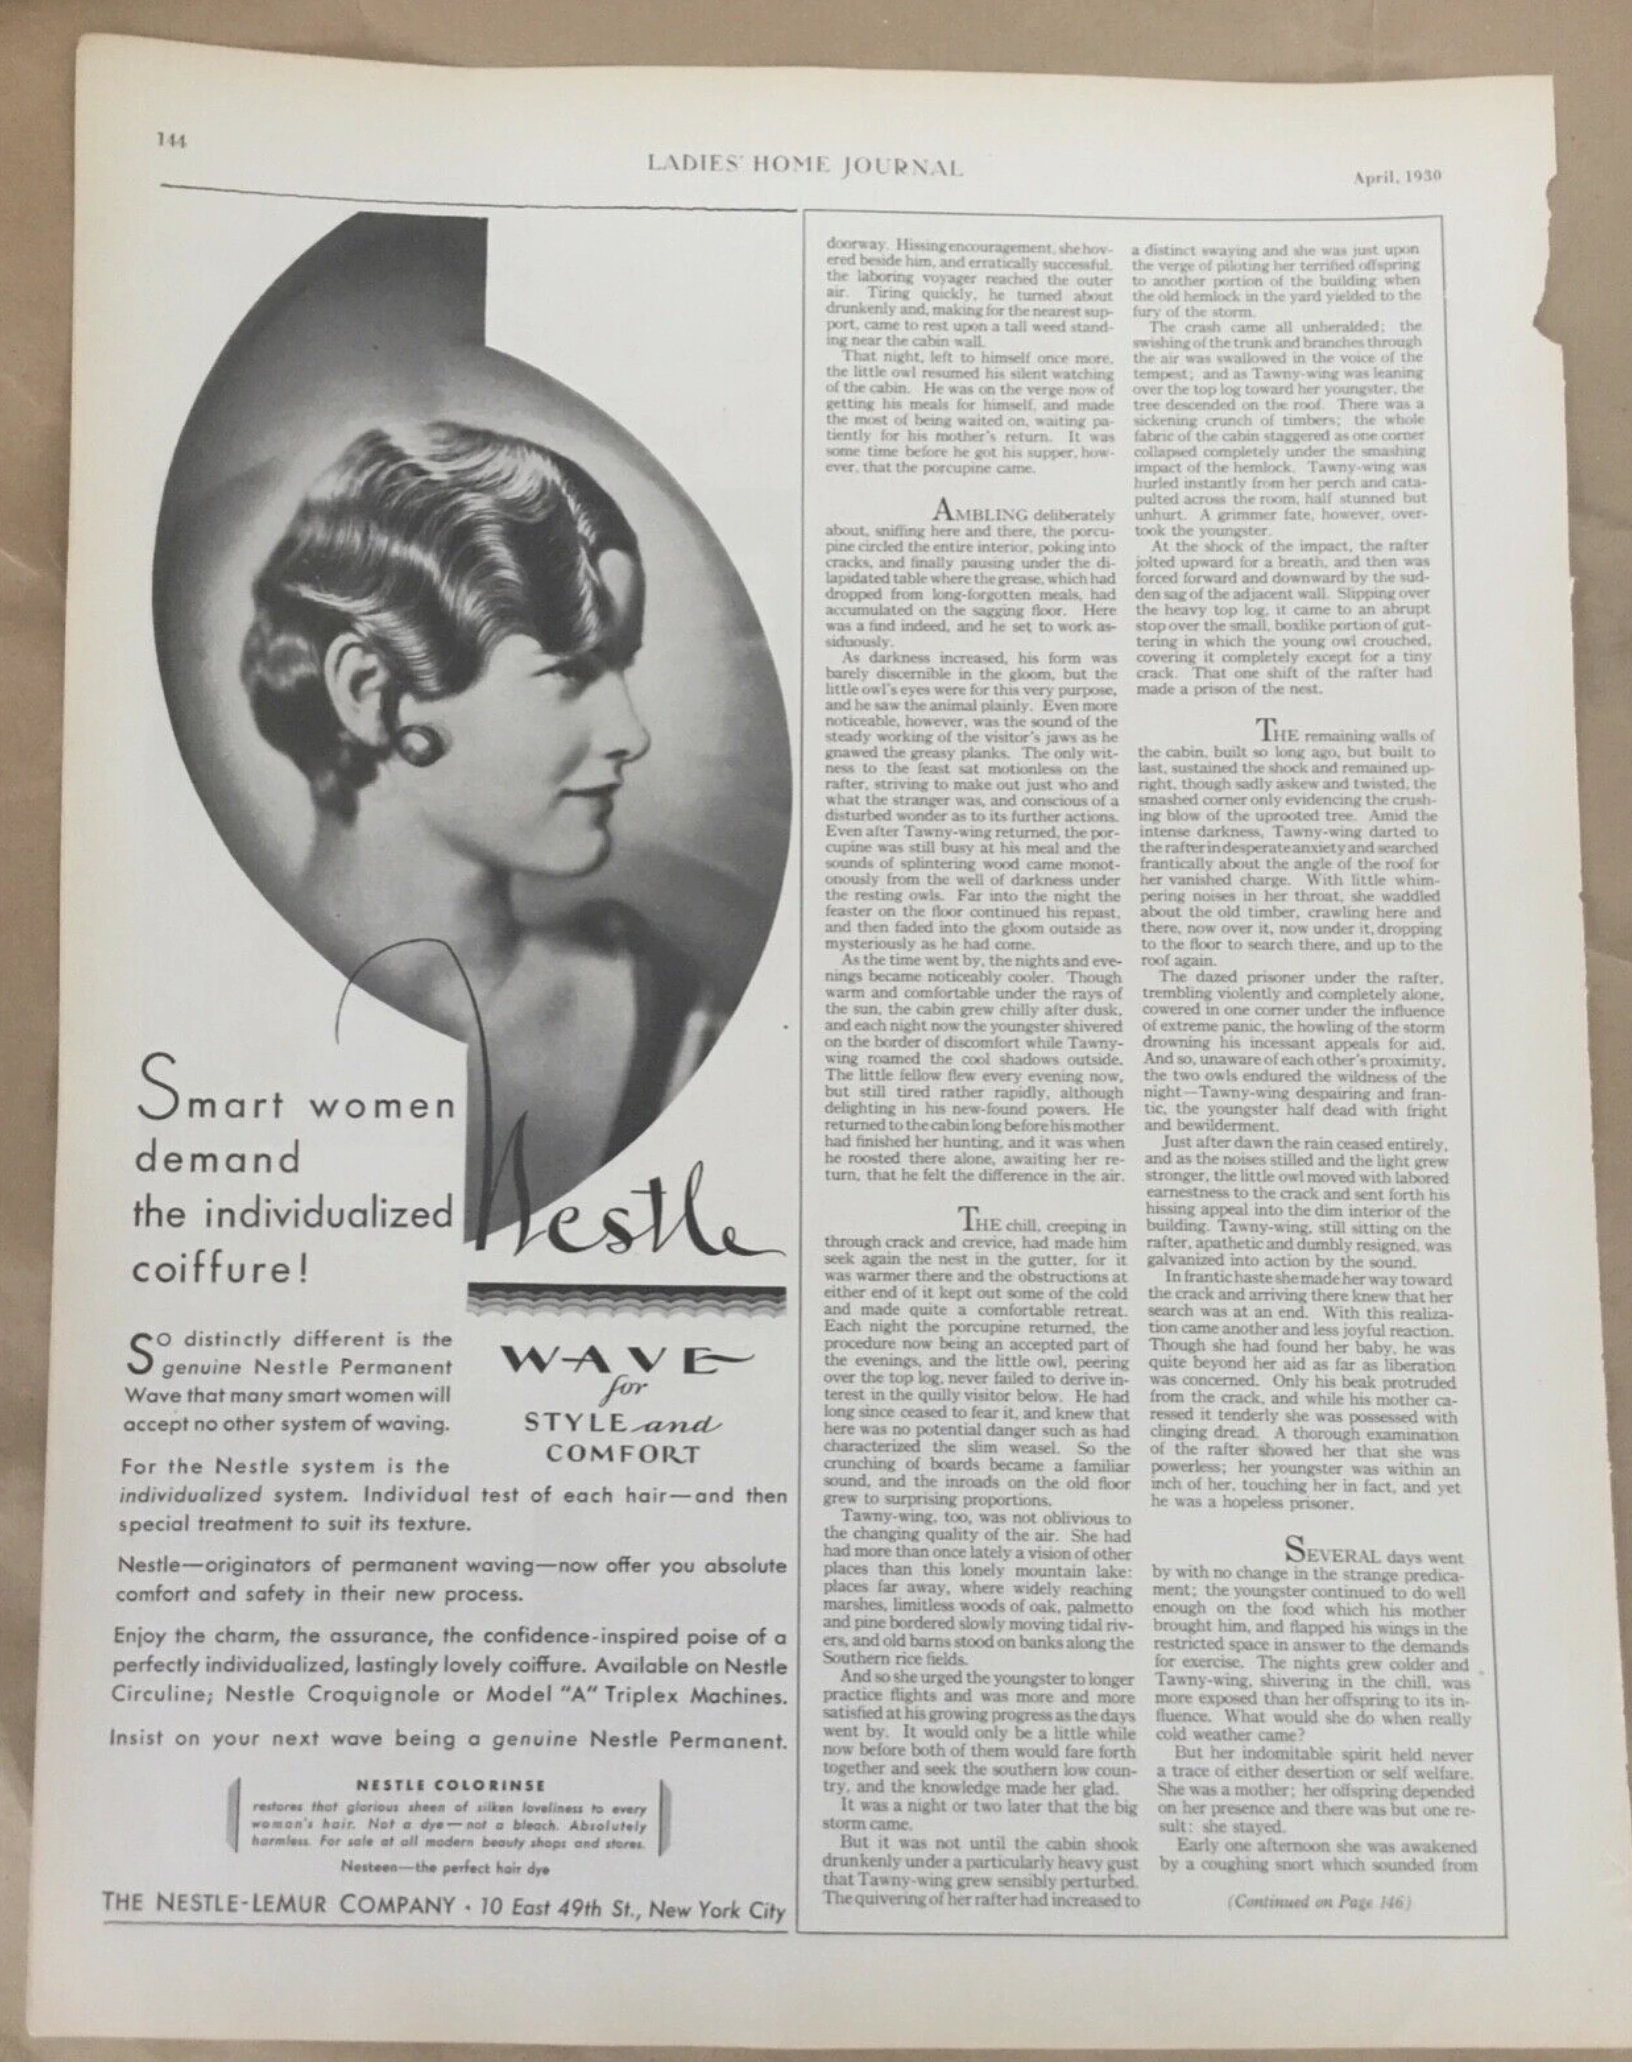 144
LADIES' HOME JOURNAL
April, 1930
Smart women
demand
the individualized
coiffure!
Nestle
WAVE
for
STYLE and
COMFORT
So distinctly different is the
genuine Nestle Permanent
Wave that many smart women will
accept no other system of waving.
For the Nestle system is the
individualized system. Individual test of each hair—and then
special treatment to suit its texture.
Nestle—originators of permanent waving—now offer you absolute
comfort and safety in their new process.
Enjoy the charm, the assurance, the confidence-inspired poise of a
perfectly individualized, lastingly lovely coiffure. Available on Nestle
Circuline; Nestle Croquignole or Model "A" Triplex Machines.
Insist on your next wave being a genuine Nestle Permanent.
NESTLE COLORINSE
restores that glorious sheen of silken loveliness to every
woman's hair. Not a dye—not a bleach. Absolutely
harmless. For sale at all modern beauty shops and stores.
Nesteen—the perfect hair dye
THE NESTLE-LEMUR COMPANY · 10 East 49th St., New York City
doorway. Hissing encouragement, she hov-
ered beside him, and erratically successful,
the laboring voyager reached the outer
air. Tiring quickly, he turned about
drunkenly and, making for the nearest sup-
port, came to rest upon a tall weed stand-
ing near the cabin wall.
That night, left to himself once more,
the little owl resumed his silent watching
of the cabin. He was on the verge now of
getting his meals for himself, and made
the most of being waited on, waiting pa-
tiently for his mother's return. It was
some time before he got his supper, how-
ever, that the porcupine came.
AMBLING deliberately
about, sniffing here and there, the porcu-
pine circled the entire interior, poking into
cracks, and finally pausing under the di-
lapidated table where the grease, which had
dropped from long-forgotten meals, had
accumulated on the sagging floor. Here
was a find indeed, and he set to work as-
siduously.
As darkness increased, his form was
barely discernible in the gloom, but the
little owl's eyes were for this very purpose,
and he saw the animal plainly. Even more
noticeable, however, was the sound of the
steady working of the visitor's jaws as he
gnawed the greasy planks. The only wit-
ness to the feast sat motionless on the
rafter, striving to make out just who and
what the stranger was, and conscious of a
disturbed wonder as to its further actions.
Even after Tawny-wing returned, the por-
cupine was still busy at his meal and the
sounds of splintering wood came monot-
onously from the well of darkness under
the resting owls. Far into the night the
feaster on the floor continued his repast,
and then faded into the gloom outside as
mysteriously as he had come.
As the time went by, the nights and eve-
nings became noticeably cooler. Though
warm and comfortable under the rays of
the sun, the cabin grew chilly after dusk,
and each night now the youngster shivered
on the border of discomfort while Tawny-
wing roamed the cool shadows outside.
The little fellow flew every evening now,
but still tired rather rapidly, although
delighting in his new-found powers. He
returned to the cabin long before his mother
had finished her hunting, and it was when
he roosted there alone, awaiting her re-
turn, that he felt the difference in the air.
THE chill, creeping in
through crack and crevice, had made him
seek again the nest in the gutter, for it
was warmer there and the obstructions at
either end of it kept out some of the cold
and made quite a comfortable retreat.
Each night the porcupine returned, the
procedure now being an accepted part of
the evenings, and the little owl, peering
over the top log, never failed to derive in-
terest in the quilly visitor below. He had
long since ceased to fear it, and knew that
here was no potential danger such as had
characterized the slim weasel. So the
crunching of boards became a familiar
sound, and the inroads on the old floor
grew to surprising proportions.
Tawny-wing, too, was not oblivious to
the changing quality of the air. She had
had more than once lately a vision of other
places than this lonely mountain lake:
places far away, where widely reaching
marshes, limitless woods of oak, palmetto
and pine bordered slowly moving tidal riv-
ers, and old barns stood on banks along the
Southern rice fields.
And so she urged the youngster to longer
practice flights and was more and more
satisfied at his growing progress as the days
went by. It would only be a little while
now before both of them would fare forth
together and seek the southern low coun-
try, and the knowledge made her glad.
It was a night or two later that the big
storm came.
But it was not until the cabin shook
drunkenly under a particularly heavy gust
that Tawny-wing grew sensibly perturbed.
The quivering of her rafter had increased to
a distinct swaying and she was just upon
the verge of piloting her terrified offspring
to another portion of the building when
the old hemlock in the yard yielded to the
fury of the storm.
The crash came all unheralded; the
swishing of the trunk and branches through
the air was swallowed in the voice of the
tempest; and as Tawny-wing was leaning
over the top log toward her youngster, the
tree descended on the roof. There was a
sickening crunch of timbers; the whole
fabric of the cabin staggered as one corner
collapsed completely under the smashing
impact of the hemlock. Tawny-wing was
hurled instantly from her perch and cata-
pulted across the room, half stunned but
unhurt. A grimmer fate, however, over-
took the youngster.
At the shock of the impact, the rafter
jolted upward for a breath, and then was
forced forward and downward by the sud-
den sag of the adjacent wall. Slipping over
the heavy top log, it came to an abrupt
stop over the small, boxlike portion of gut-
tering in which the young owl crouched,
covering it completely except for a tiny
crack. That one shift of the rafter had
made a prison of the nest.
THE remaining walls of
the cabin, built so long ago, but built to
last, sustained the shock and remained up-
right, though sadly askew and twisted, the
smashed corner only evidencing the crush-
ing blow of the uprooted tree. Amid the
intense darkness, Tawny-wing darted to
the rafter in desperate anxiety and searched
frantically about the angle of the roof for
her vanished charge. With little whim-
pering noises in her throat, she waddled
about the old timber, crawling here and
there, now over it, now under it, dropping
to the floor to search there, and up to the
roof again.
The dazed prisoner under the rafter,
trembling violently and completely alone,
cowered in one corner under the influence
of extreme panic, the howling of the storm
drowning his incessant appeals for aid.
And so, unaware of each other's proximity,
the two owls endured the wildness of the
night—Tawny-wing despairing and fran-
tic, the youngster half dead with fright
and bewilderment.
Just after dawn the rain ceased entirely,
and as the noises stilled and the light grew
stronger, the little owl moved with labored
earnestness to the crack and sent forth his
hissing appeal into the dim interior of the
building. Tawny-wing, still sitting on the
rafter, apathetic and dumbly resigned, was
galvanized into action by the sound.
In frantic haste she made her way toward
the crack and arriving there knew that her
search was at an end. With this realiza-
tion came another and less joyful reaction.
Though she had found her baby, he was
quite beyond her aid as far as liberation
was concerned. Only his beak protruded
from the crack, and while his mother ca-
ressed it tenderly she was possessed with
clinging dread. A thorough examination
of the rafter showed her that she was
powerless; her youngster was within an
inch of her, touching her in fact, and yet
he was a hopeless prisoner.
SEVERAL days went
by with no change in the strange predica-
ment; the youngster continued to do well
enough on the food which his mother
brought him, and flapped his wings in the
restricted space in answer to the demands
for exercise. The nights grew colder and
Tawny-wing, shivering in the chill, was
more exposed than her offspring to its in-
fluence. What would she do when really
cold weather came?
But her indomitable spirit held never
a trace of either desertion or self welfare.
She was a mother; her offspring depended
on her presence and there was but one re-
sult: she stayed.
Early one afternoon she was awakened
by a coughing snort which sounded from
(Continued on Page 146)